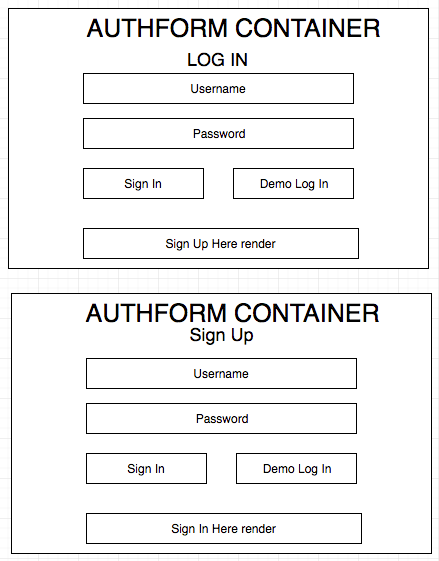 AUTHFORM CONTAINER
LOG IN
Username
Password
Sign In
Demo Log In
Sign Up Here render
AUTHFORM CONTAINER
Sign Up
Username
Password
Sign In
Demo Log In
Sign In Here render